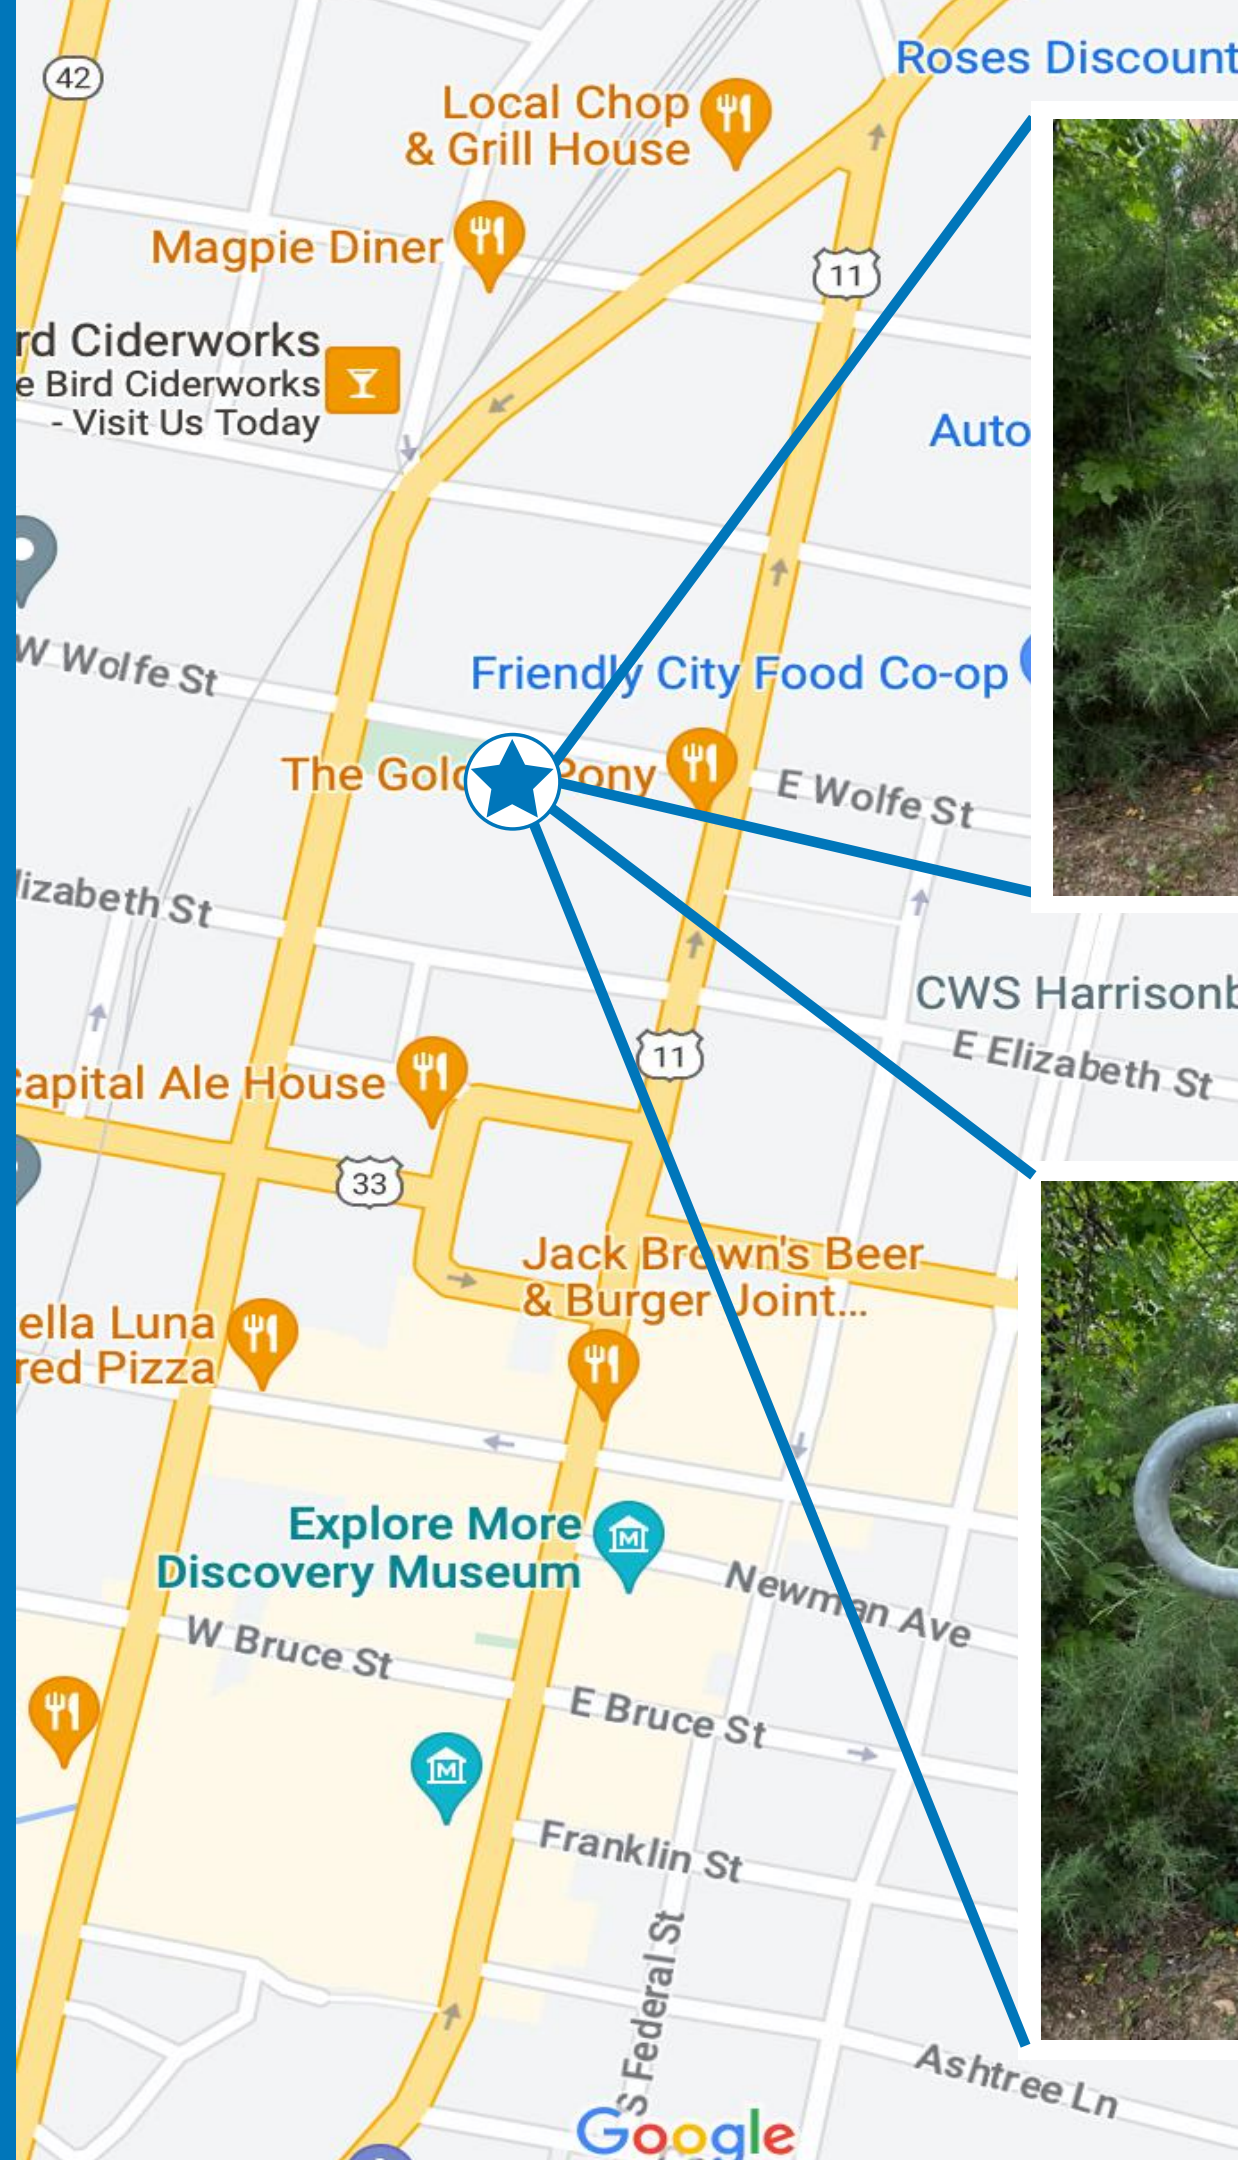 42
Roses Discount
Local Chop
& Grill House
Magpie Diner
11
rd Ciderworks
e Bird Ciderworks
- Visit Us Today
Auto
W Wolfe St
Friendly City Food Co-op
The Gol Pony
E Wolfe St
lizabeth St
CWS Harrisonb
E Elizabeth St
11
Capital Ale House
33
Jack Brown's Beer
& Burger Joint...
ella Luna
red Pizza
Explore More
Discovery Museum
Newman Ave
W Bruce St
E Bruce St
Franklin St
S Federal St
Ashtree Ln
Google